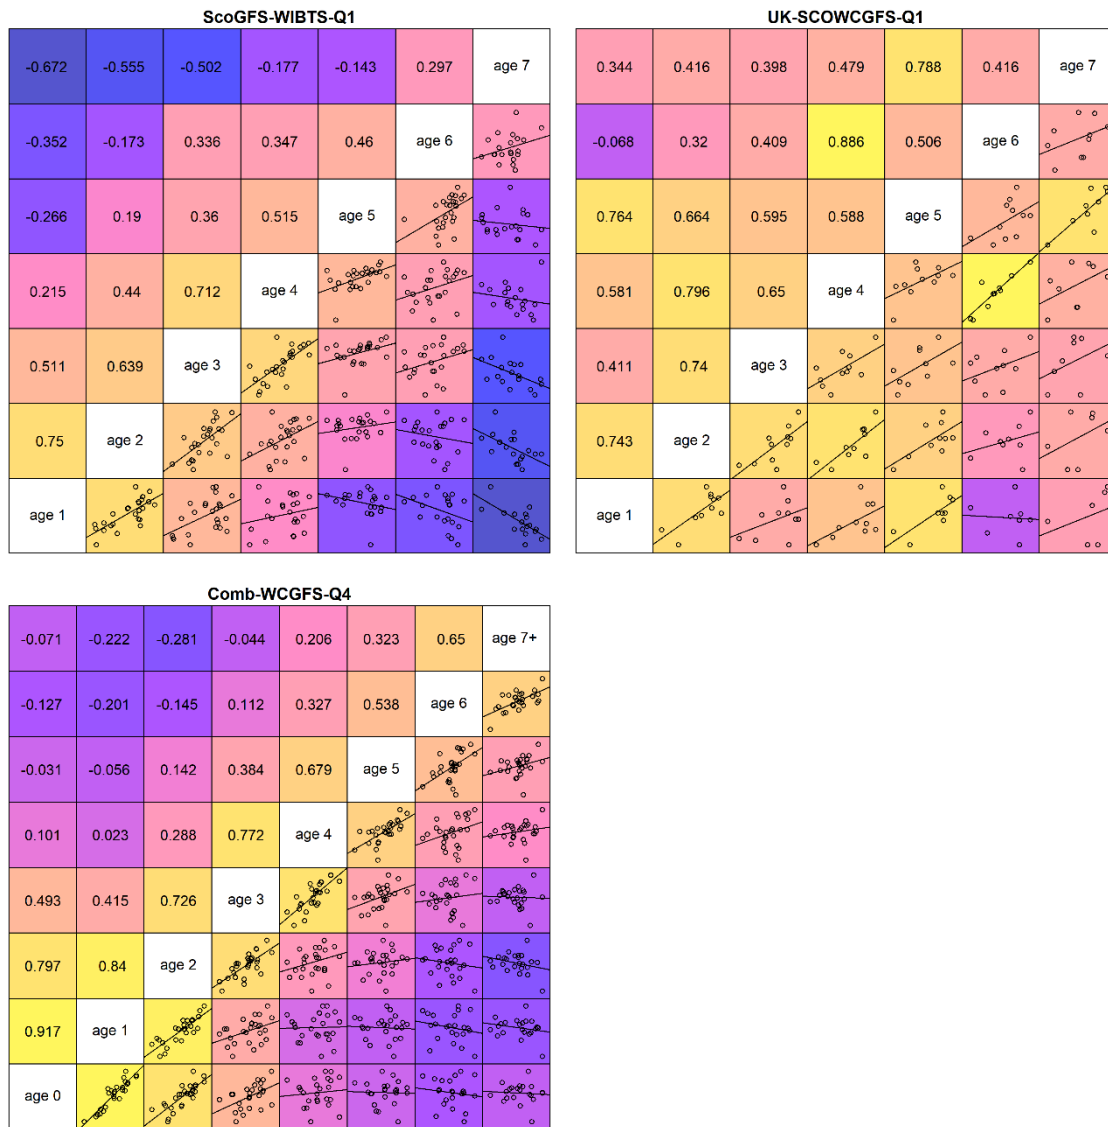 ScoGFS-WIBTS-Q1
-0.672 -0.555 -0.502 -0.177 -0.143 0.297 age 7
-0.352 -0.173 0.336 0.347 0.46 age 6
-0.266 0.19 0.36 0.515 age 5
0.215 0.44 0.712 age 4
0.511 0.639 age 3
0.75 age 2
age 1
UK-SCOWCGFS-Q1
0.344 0.416 0.398 0.479 0.788 0.416 age 7
-0.068 0.32 0.409 0.886 0.506 age 6
0.764 0.664 0.595 0.588 age 5
0.581 0.796 0.65 age 4
0.411 0.74 age 3
0.743 age 2
age 1
Comb-WCGFS-Q4
-0.071 -0.222 -0.281 -0.044 0.206 0.323 0.65 age 7+
-0.127 -0.201 -0.145 0.112 0.327 0.538 age 6
-0.031 -0.056 0.142 0.384 0.679 age 5
0.101 0.023 0.288 0.772 age 4
0.493 0.415 0.726 age 3
0.797 0.84 age 2
0.917 age 1
age 0